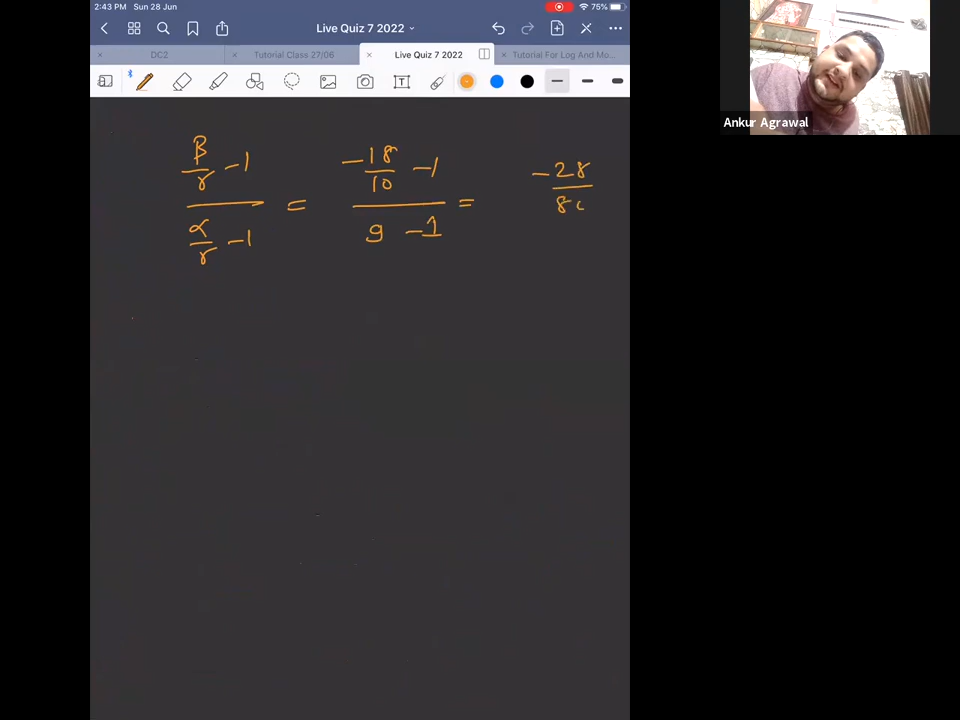 2:43 PM Sun 28 Jun
75%
Live Quiz 7 2022
DC2
Tutorial Class 27/06
Live Quiz 7 2022
Tutorial For Log And Mo...
Ankur Agrawal
β/γ -1 / α/γ -1 = -18/10 -1 / 9 -1 = -28/8